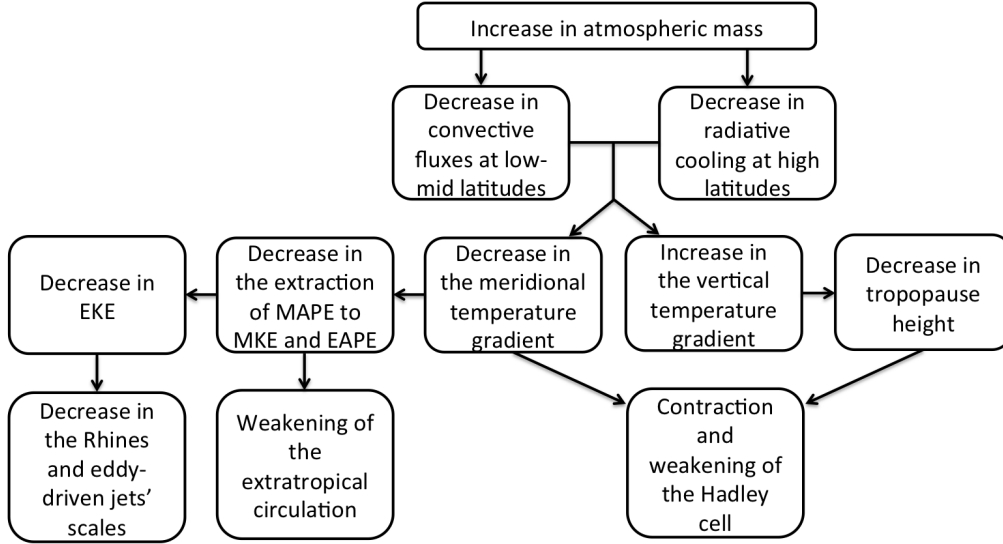 Increase in atmospheric mass
Decrease in
convective
fluxes at low-
mid latitudes
Decrease in
radiative
cooling at high
latitudes
Decrease in
EKE
Decrease in
the extraction
of MAPE to
MKE and EAPE
Decrease in
the meridional
temperature
gradient
Increase in
the vertical
temperature
gradient
Decrease in
tropopause
height
Decrease in
the Rhines
and eddy-
driven jets’
scales
Weakening of
the
extratropical
circulation
Contraction
and
weakening of
the Hadley
cell